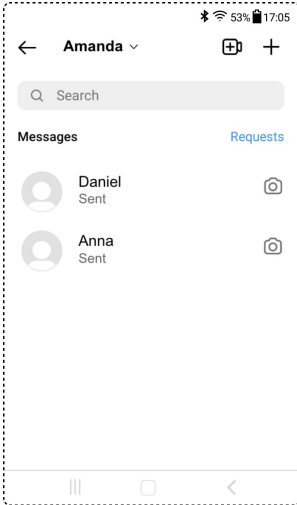 53% 17:05
Amanda
Search
Messages Requests
Daniel
Sent
Anna
Sent